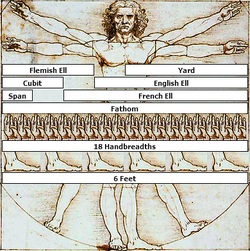 Flemish Ell Yard
Cubit English Ell
Span French Ell
Fathom
18 Handbreadths
6 Feet